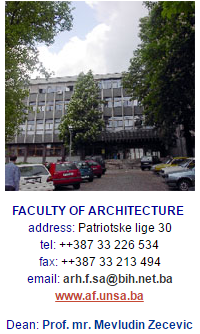 FACULTY OF ARCHITECTURE
address: Patriotske lige 30
tel: ++387 33 226 534
fax: ++387 33 213 494
email: arh.f.sa@bih.net.ba
www.af.unsa.ba
Dean: Prof. mr. Mevludin Zecevic